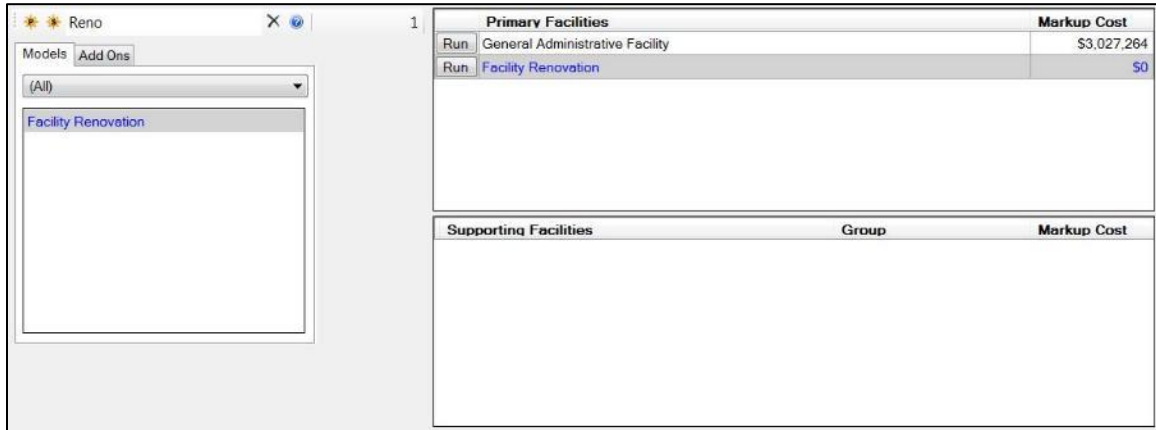 Reno
1
Models Add Ons
(All)
Facility Renovation
Primary Facilities Markup Cost
Run General Administrative Facility $3,027,264
Run Facility Renovation $0
Supporting Facilities Group Markup Cost